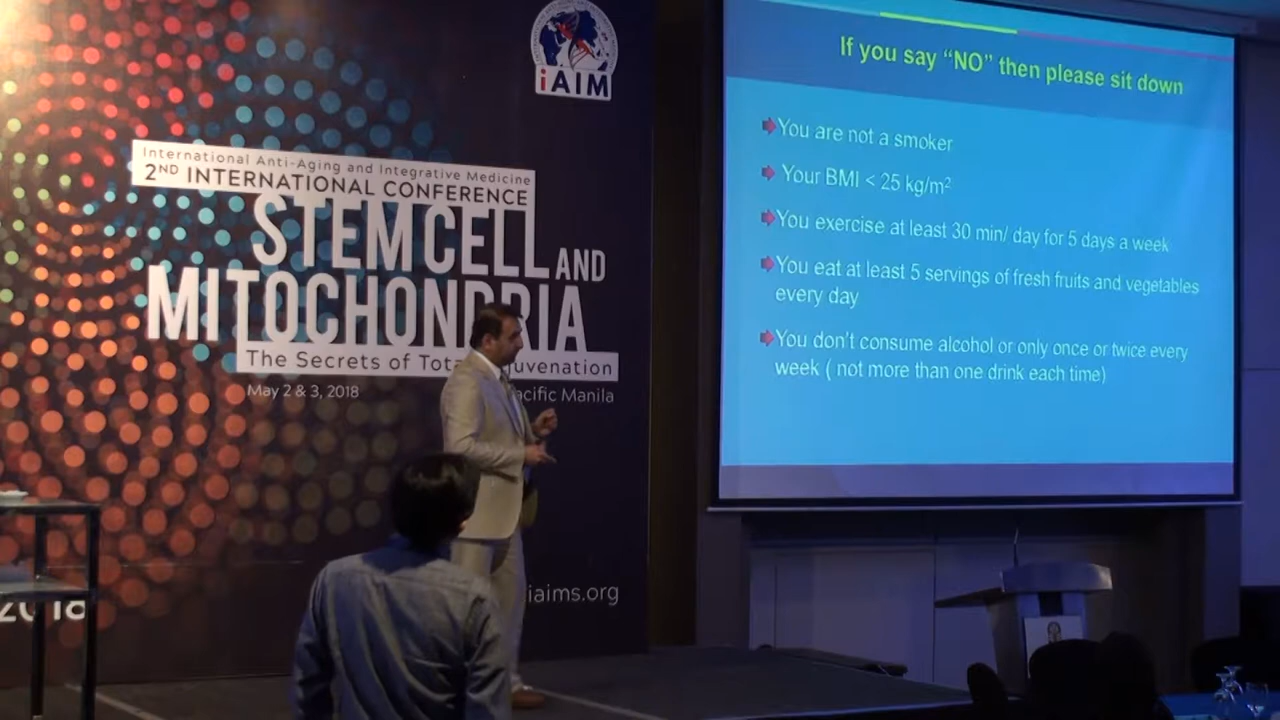 iAIM
International Anti-Aging and Integrative Medicine
2ND INTERNATIONAL CONFERENCE
STEM CELL AND
MITOCHONDRIA
The Secrets of Tot uvenation
May 2 & 3, 2018
acific Manila
iaims.org
2018
If you say “NO” then please sit down
You are not a smoker
Your BMI < 25 kg/m²
You exercise at least 30 min/ day for 5 days a week
You eat at least 5 servings of fresh fruits and vegetables
every day
You don't consume alcohol or only once or twice every
week ( not more than one drink each time)